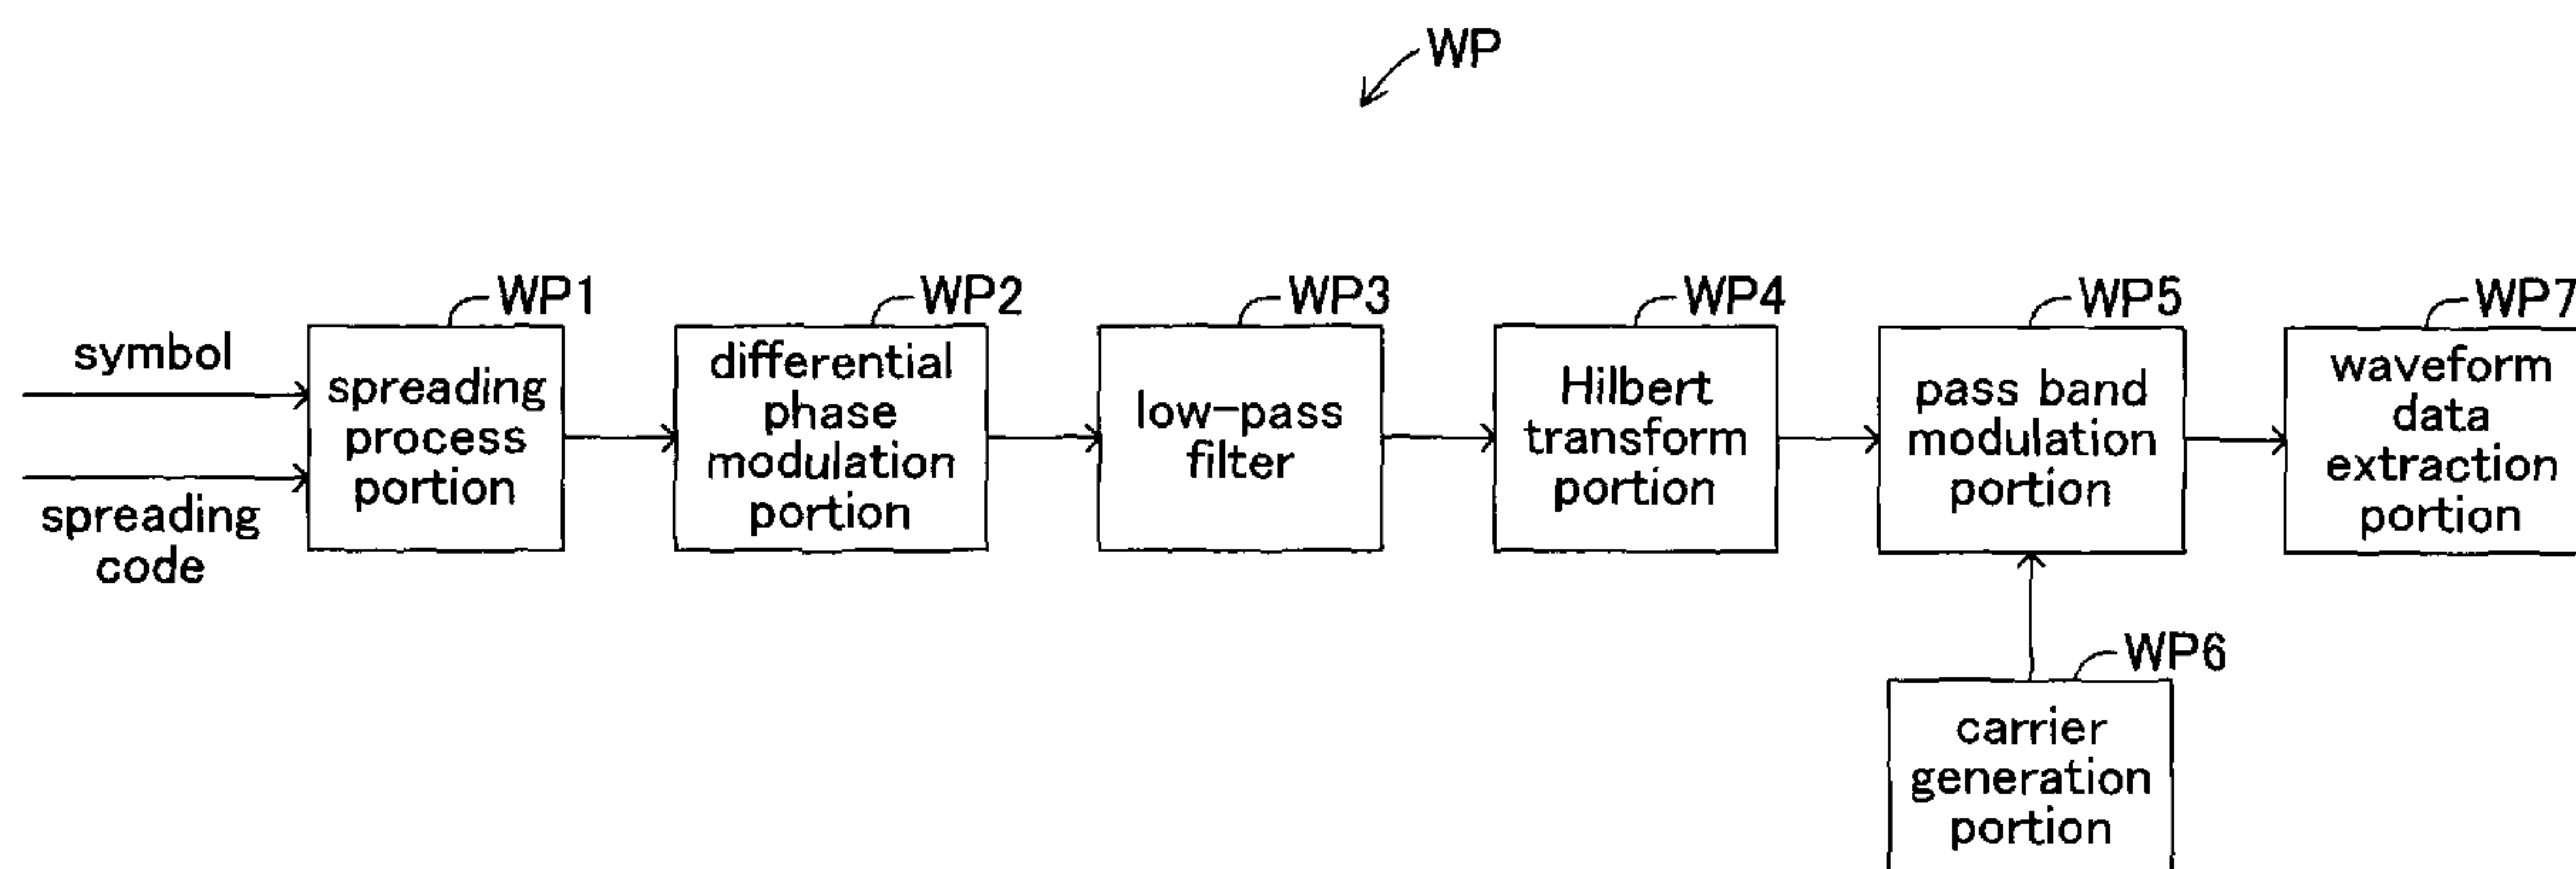 WP
WP1
WP2
WP3
WP4
WP5
WP7
symbol
spreading
code
spreading
process
portion
differential
phase
modulation
portion
low-pass
filter
Hilbert
transform
portion
pass band
modulation
portion
waveform
data
extraction
portion
WP6
carrier
generation
portion